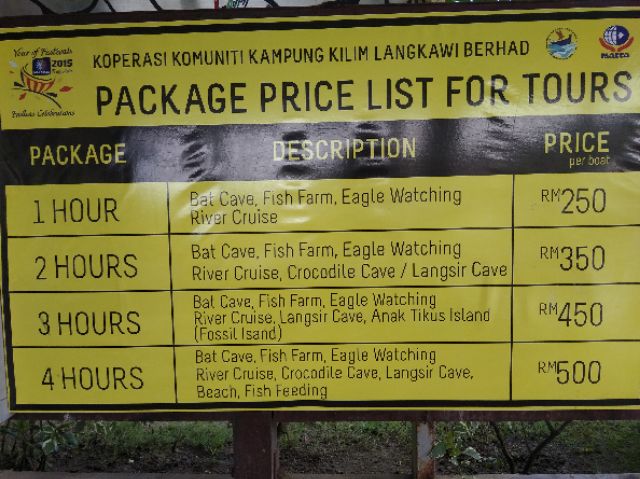 Year of Festivals
2015
Endless Celebrations
KOPERASI KOMUNITI KAMPUNG KILIM LANGKAWI BERHAD
matta
PACKAGE PRICE LIST FOR TOURS
PACKAGE DESCRIPTION PRICE
per boat
1 HOUR
Bat Cave, Fish Farm, Eagle Watching
River Cruise
RM250
2 HOURS
Bat Cave, Fish Farm, Eagle Watching
River Cruise, Crocodile Cave / Langsir Cave
RM350
3 HOURS
Bat Cave, Fish Farm, Eagle Watching
River Cruise, Langsir Cave, Anak Tikus Island
(Fossil Isand)
RM450
4 HOURS
Bat Cave, Fish Farm, Eagle Watching
River Cruise, Crocodile Cave, Langsir Cave,
Beach, Fish Feeding
RM500